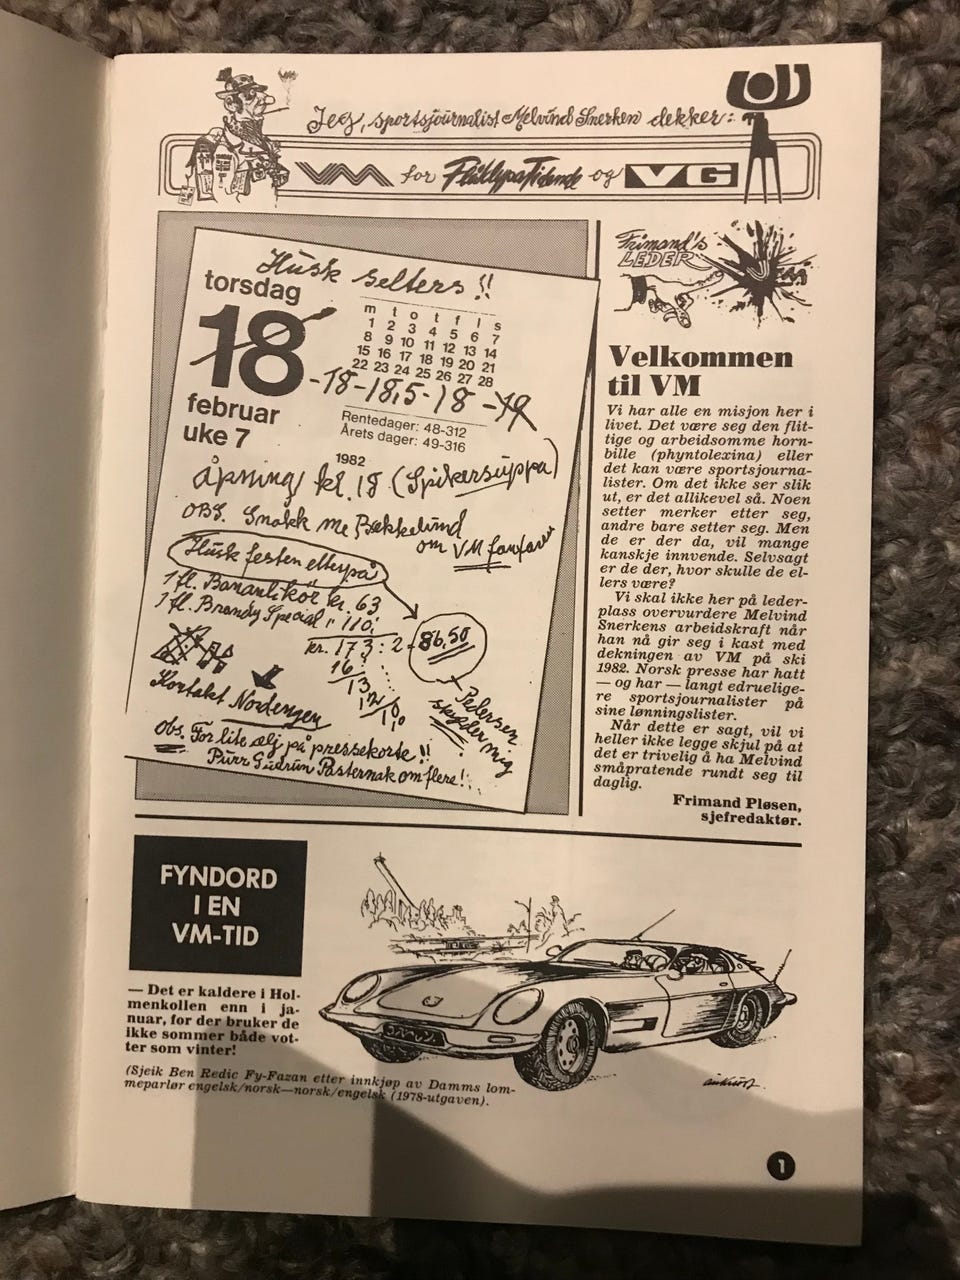 Jeg, sportsjournalist Melvind Snerken dekker:
VM for Flåklypa Tidende og VG
Husk selters!!
torsdag
18
februar
uke 7
m t o t f l s
1 2 3 4 5 6 7
8 9 10 11 12 13 14
15 16 17 18 19 20 21
22 23 24 25 26 27 28
-18-18,5-18-19
Rentedager: 48-312
Årets dager: 49-316
1982
åpning kl. 18 (Spikersuppa)
OBS. Snakk me Bækkelund
om VM fanfaren
Husk festen etterpå
1 fl. Bananlikör kr. 63
1 fl. Brandy Special " 110,
kr. 173 : 2 = 86,50
16
13
12
10
10
Pedersen
skylder mig
Kontakt Nordengen
obs. For lite ælj på pressekorte!!
Purr Gudrun Pasternak om flere!
Frimand's
LEDER
Velkommen
til VM
Vi har alle en misjon her i
livet. Det være seg den flit-
tige og arbeidsomme horn-
bille (phyntolexina) eller
det kan være sportsjourna-
lister. Om det ikke ser slik
ut, er det allikevel så. Noen
setter merker etter seg,
andre bare setter seg. Men
de er der da, vil mange
kanskje innvende. Selvsagt
er de der, hvor skulle de el-
lers være?
Vi skal ikke her på leder-
plass overvurdere Melvind
Snerkens arbeidskraft når
han nå gir seg i kast med
dekningen av VM på ski
1982. Norsk presse har hatt
— og har — langt edruelige-
re sportsjournalister på
sine lønningslister.
Når dette er sagt, vil vi
heller ikke legge skjul på at
det er trivelig å ha Melvind
småpratende rundt seg til
daglig.
Frimand Pløsen,
sjefredaktør.
FYNDORD
I EN
VM-TID
— Det er kaldere i Hol-
menkollen enn i ja-
nuar, for der bruker de
ikke sommer både vot-
ter som vinter!
(Sjeik Ben Redic Fy-Fazan etter innkjøp av Damms lom-
meparlør engelsk/norsk—norsk/engelsk (1978-utgaven).
1